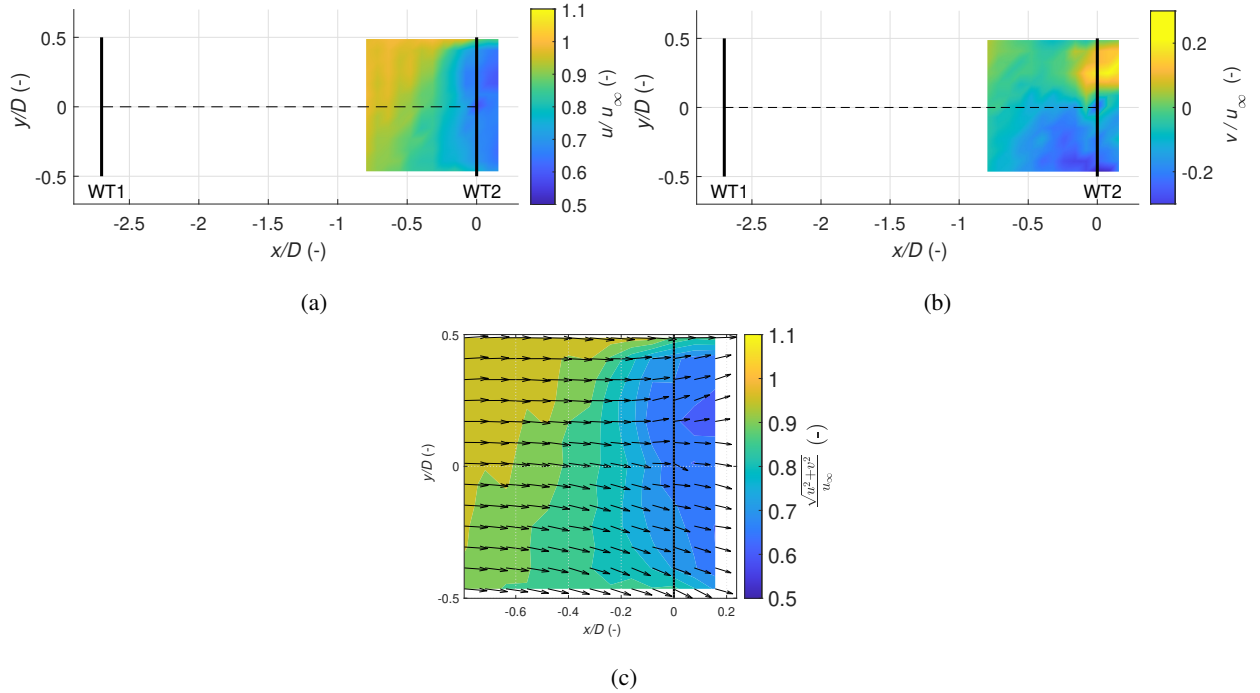 0.5
0
-0.5
y/D (-)
WT1
WT2
-2.5
-2
-1.5
-1
-0.5
0
x/D (-)
1.1
1
0.9
0.8
0.7
0.6
0.5
u/ u∞ (-)
(a)
0.5
0
-0.5
y/D (-)
WT1
WT2
-2.5
-2
-1.5
-1
-0.5
0
x/D (-)
0.2
0
-0.2
v / u∞ (-)
(b)
0.5
0
-0.5
y/D (-)
-0.6
-0.4
-0.2
0
0.2
x/D (-)
1.1
1
0.9
0.8
0.7
0.6
0.5
√u²+v²
u∞
(-)
(c)